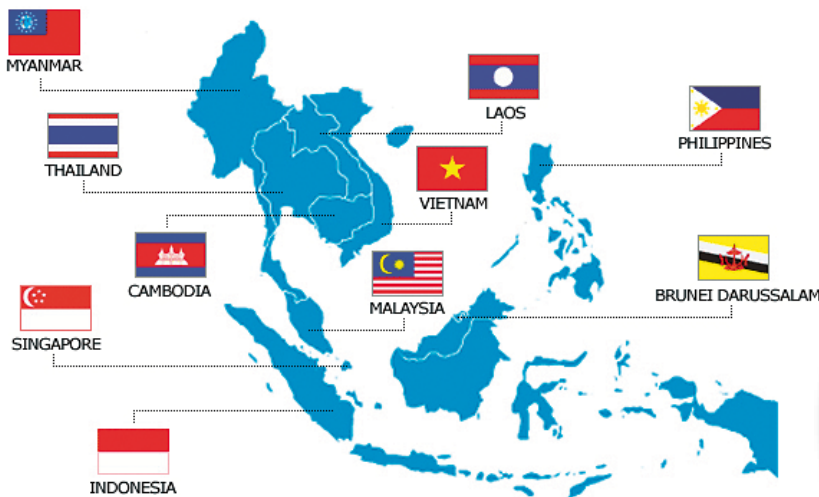 MYANMAR
LAOS
PHILIPPINES
THAILAND
VIETNAM
CAMBODIA
MALAYSIA
BRUNEI DARUSSALAM
SINGAPORE
INDONESIA